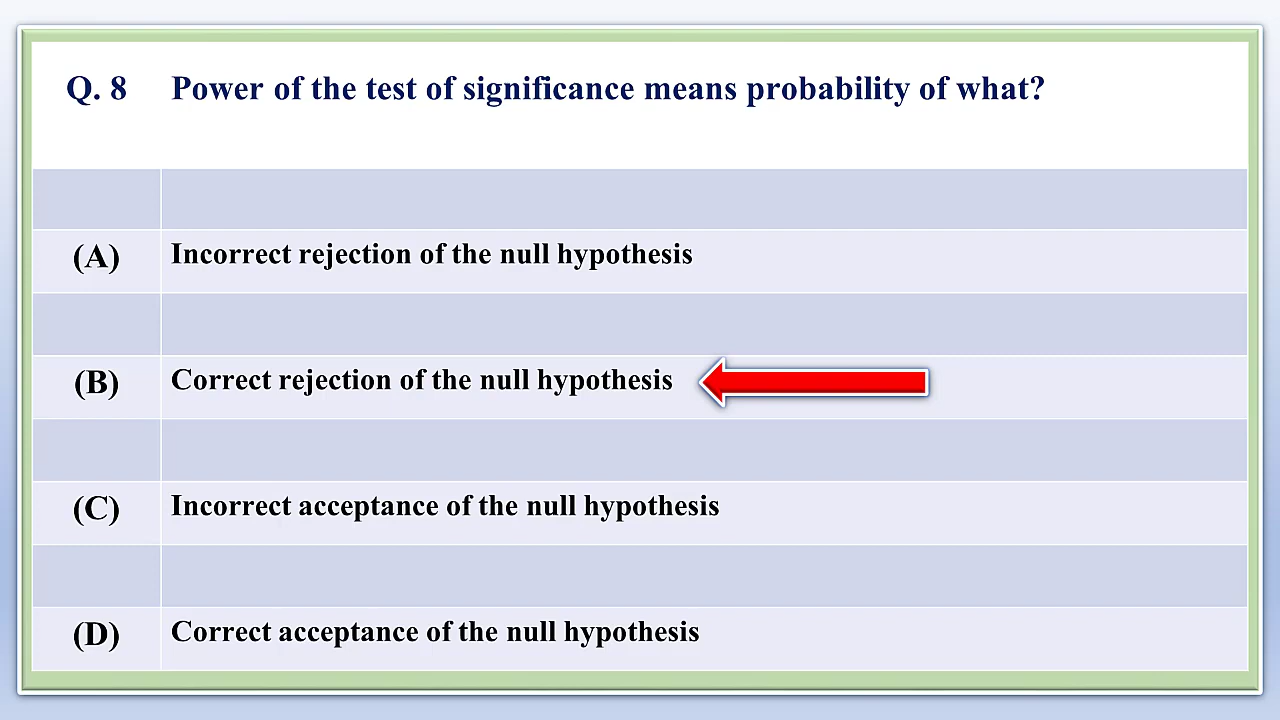 Q. 8 Power of the test of significance means probability of what?
(A) Incorrect rejection of the null hypothesis
(B) Correct rejection of the null hypothesis
(C) Incorrect acceptance of the null hypothesis
(D) Correct acceptance of the null hypothesis